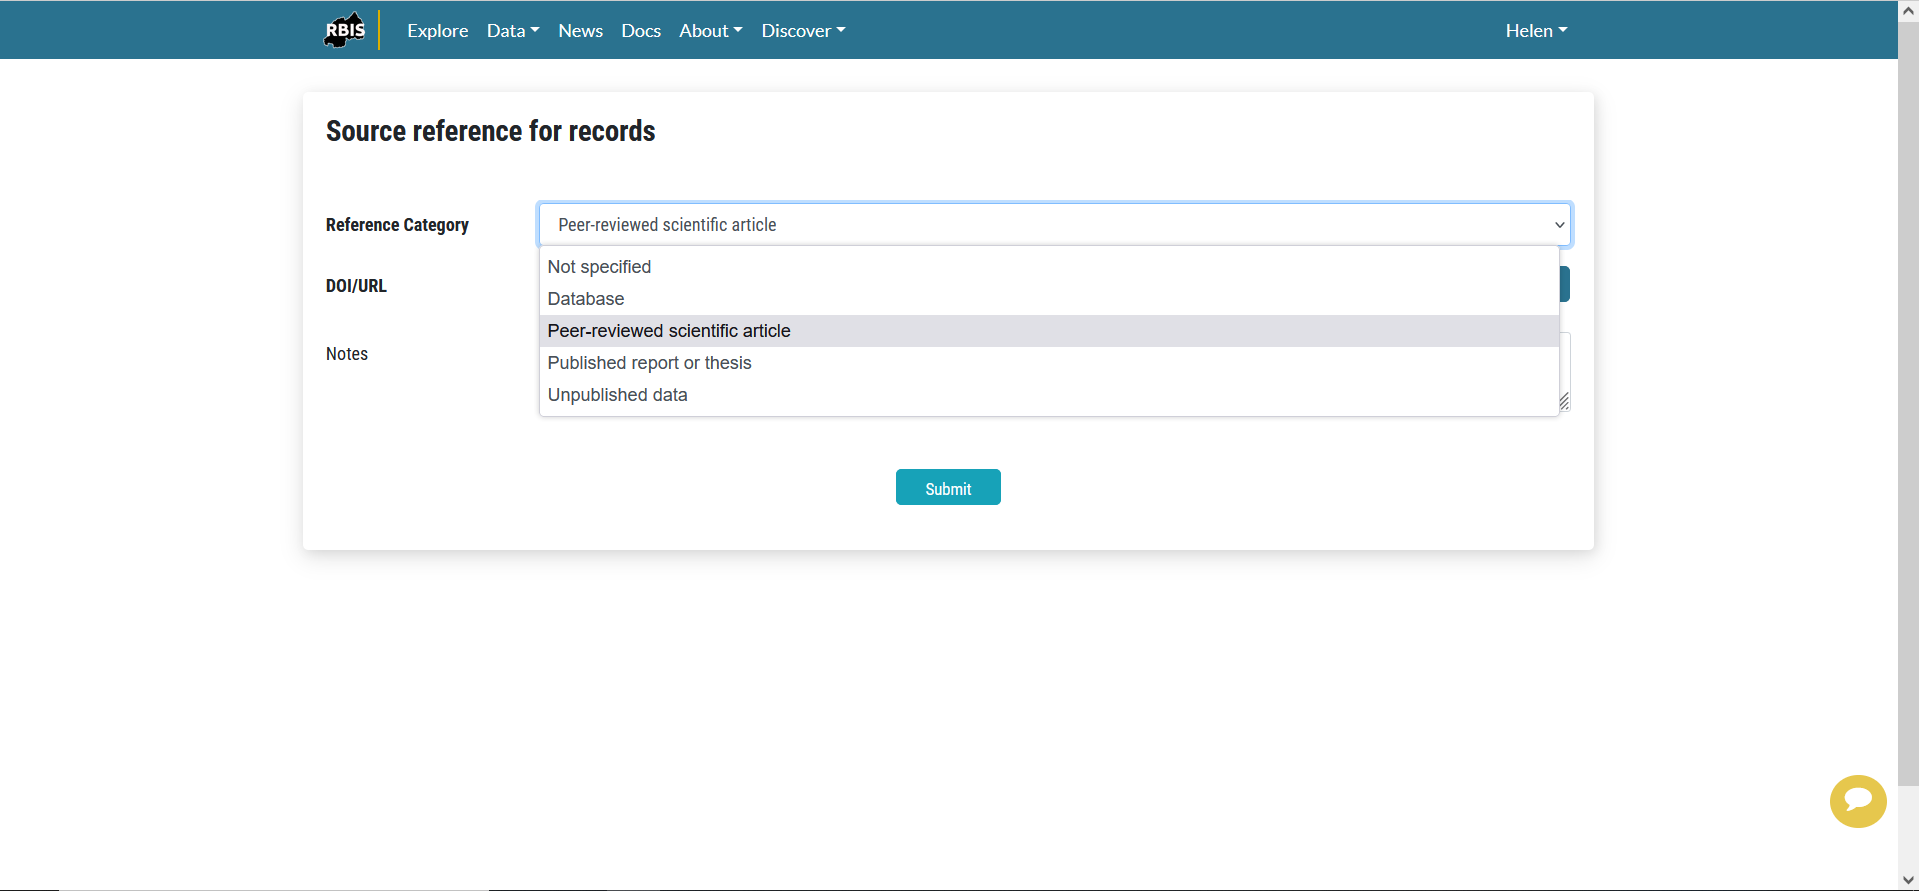 RBIS Explore Data News Docs About Discover Helen
Source reference for records
Reference Category Peer-reviewed scientific article
Not specified
DOI/URL
Database
Peer-reviewed scientific article
Notes
Published report or thesis
Unpublished data
Submit